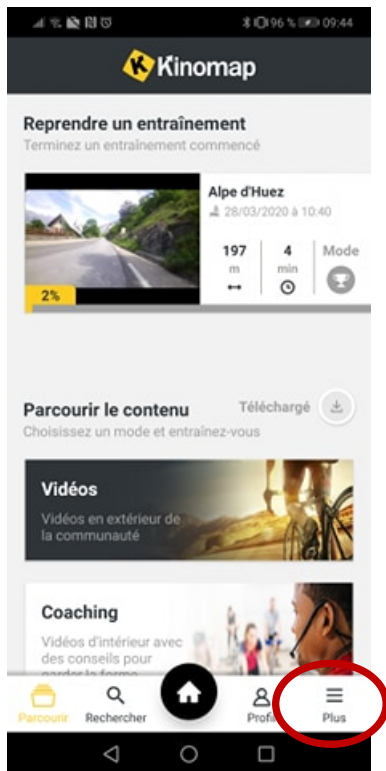 96 % 09:44
Kinomap
Reprendre un entraînement
Terminez un entraînement commencé
Alpe d'Huez
28/03/2020 à 10:40
197 4 Mode
m min
2%
Parcourir le contenu Téléchargé
Choisissez un mode et entraînez-vous
Vidéos
Vidéos en extérieur de
la communauté
Coaching
Vidéos d'intérieur avec
des conseils pour
garder la forme
Parcourir Rechercher Profil Plus